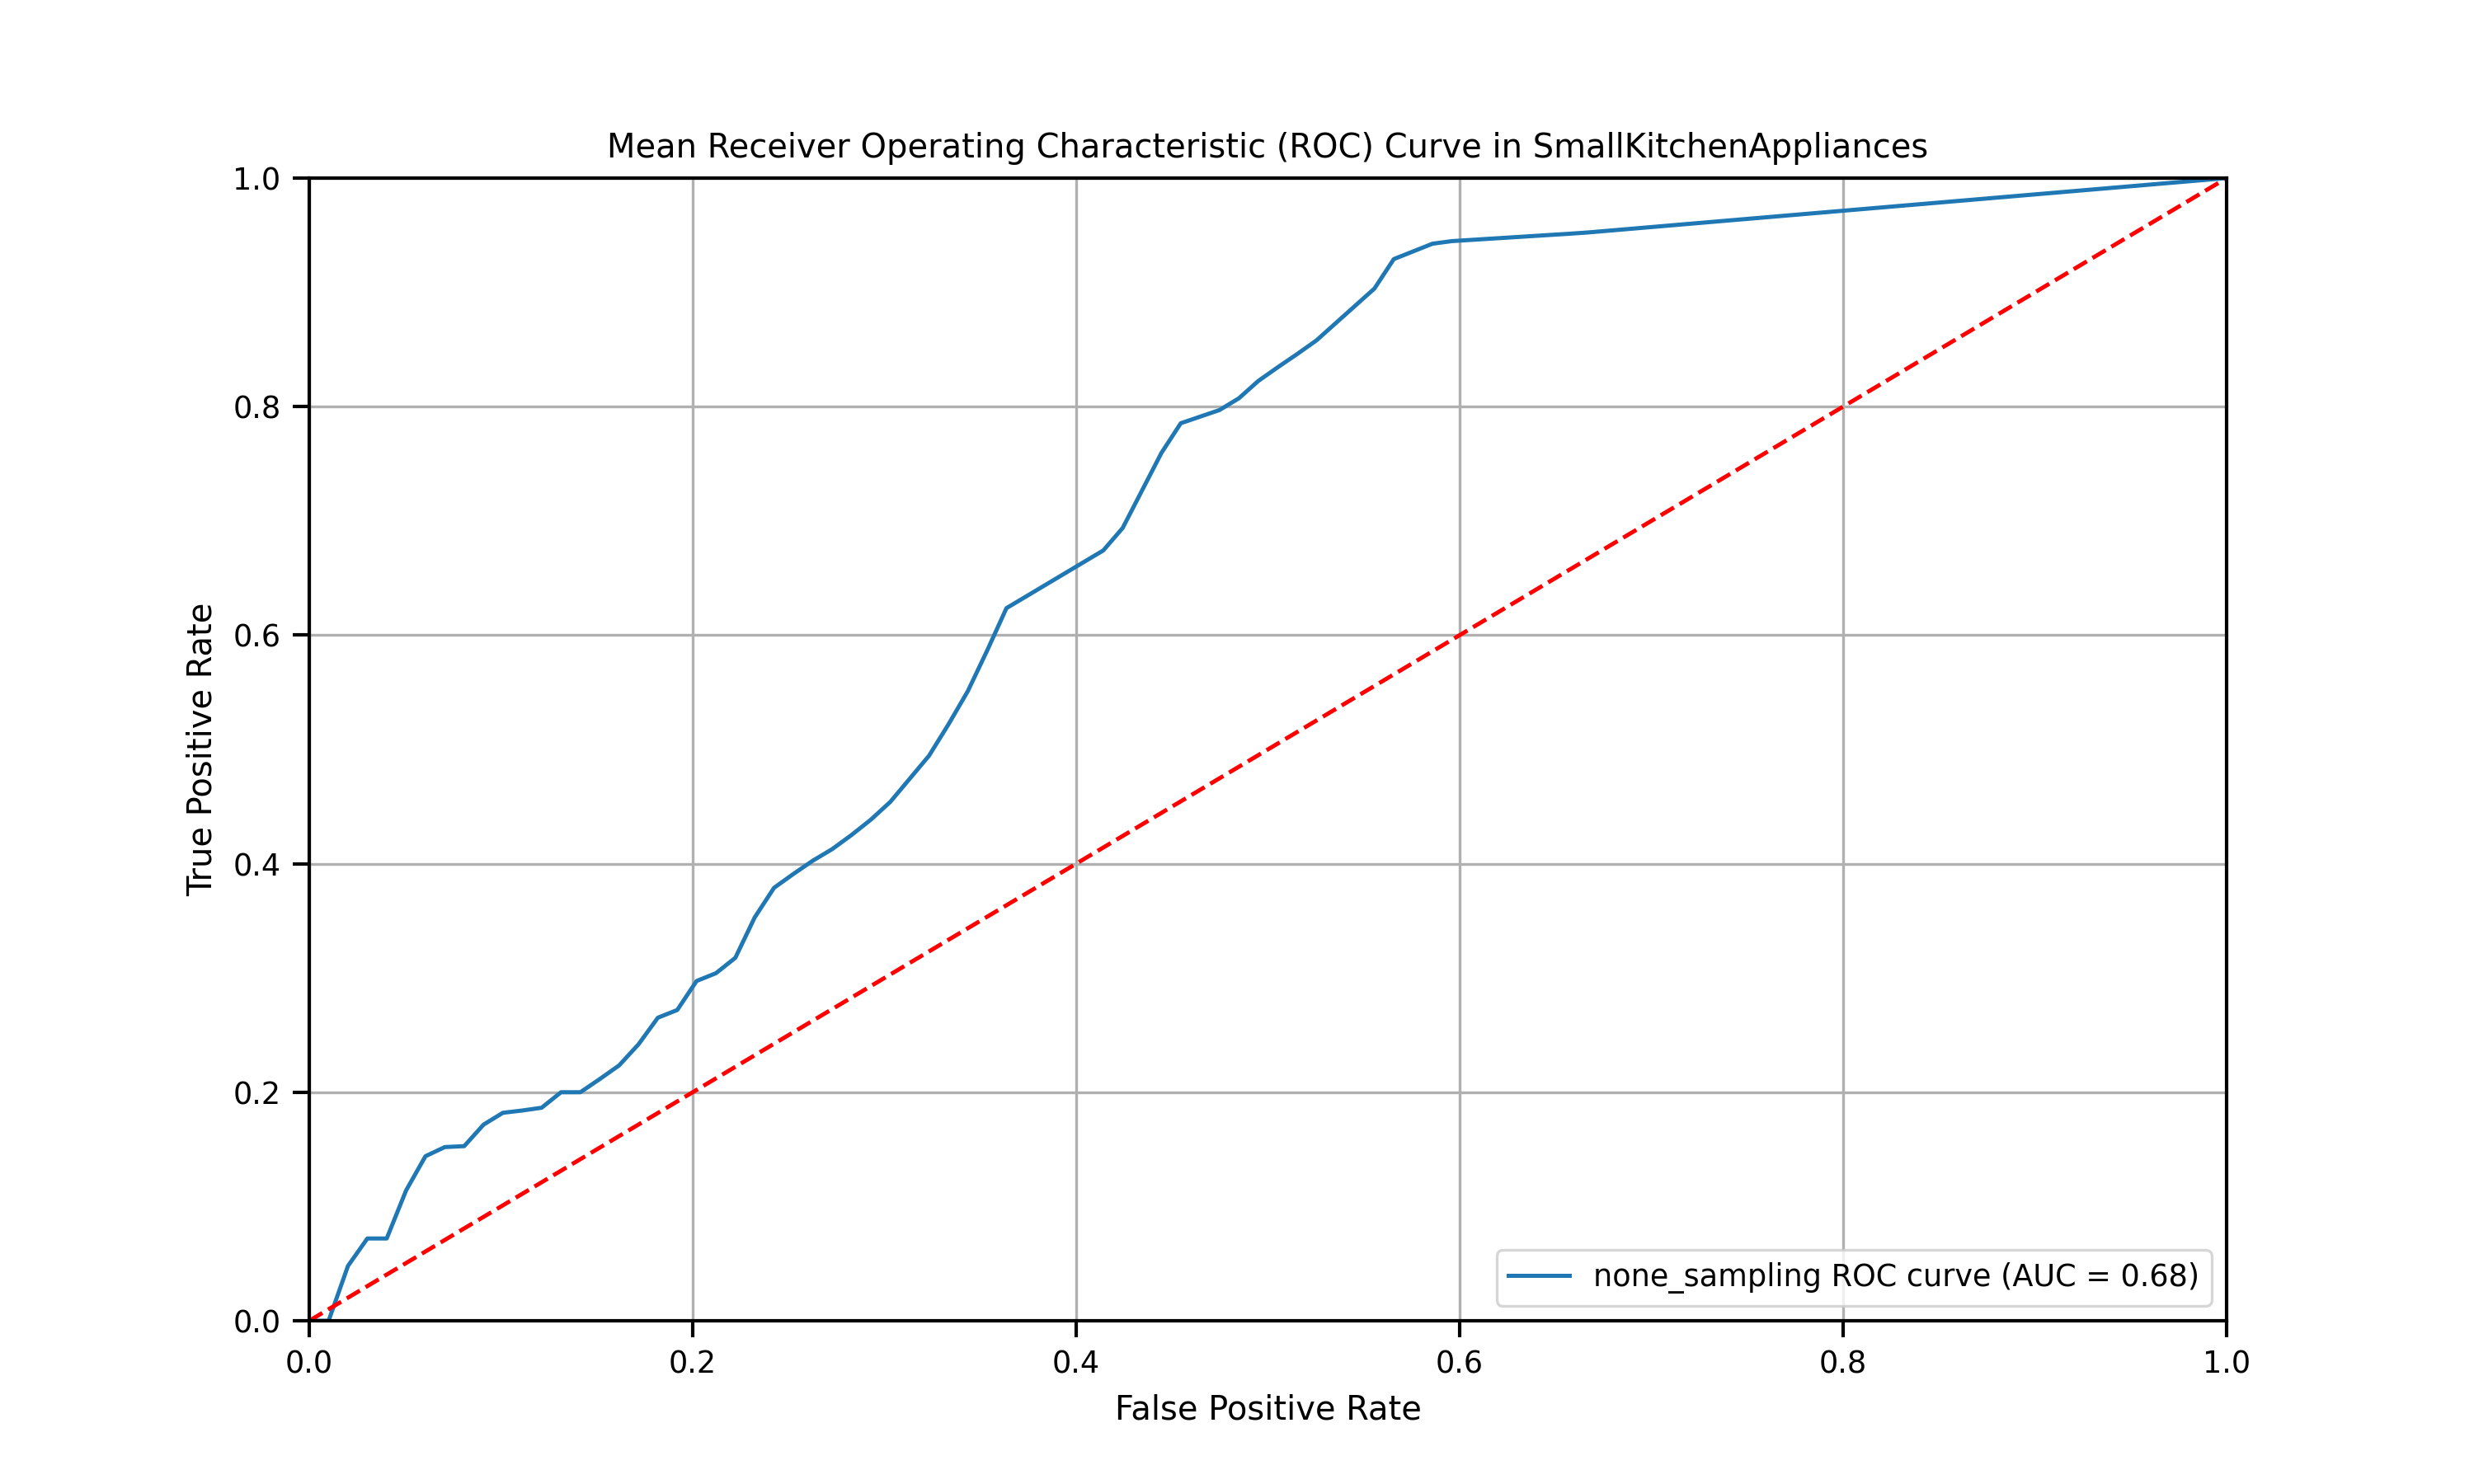 Mean Receiver Operating Characteristic (ROC) Curve in SmallKitchenAppliances
1.0
0.8
0.6
0.4
0.2
0.0
True Positive Rate
none_sampling ROC curve (AUC = 0.68)
0.0 0.2 0.4 0.6 0.8 1.0
False Positive Rate